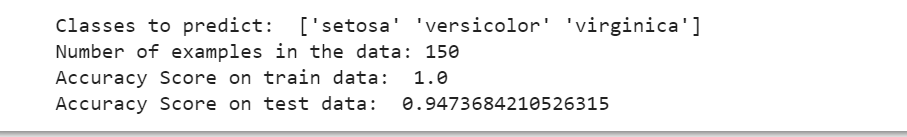 Classes to predict:  ['setosa' 'versicolor' 'virginica']
Number of examples in the data: 150
Accuracy Score on train data:  1.0
Accuracy Score on test data:  0.9473684210526315